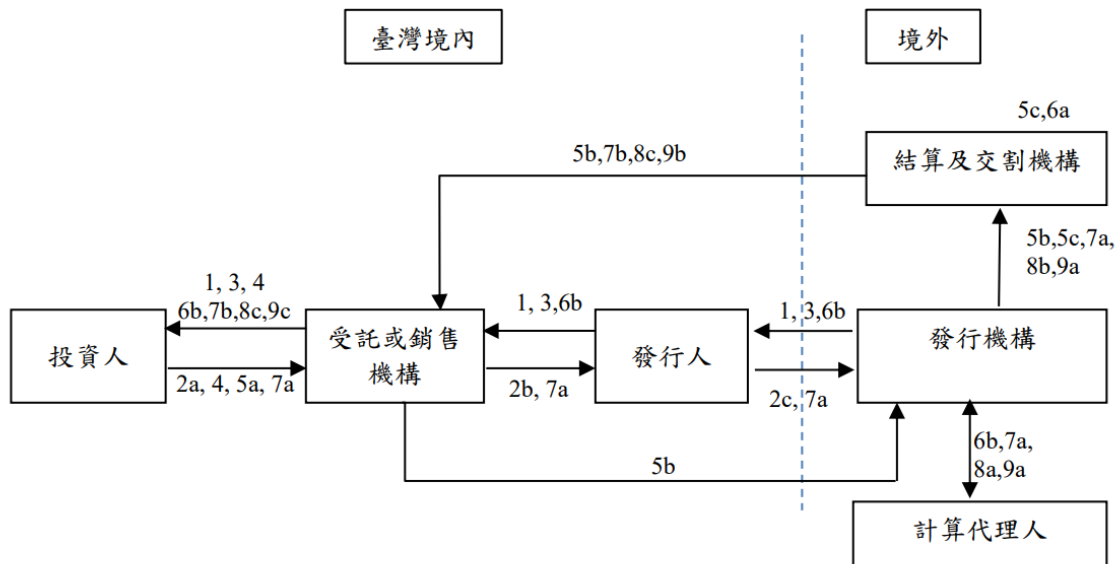 臺灣境內
境外
5c,6a
結算及交割機構
5b,7b,8c,9b
5b,5c,7a,
8b,9a
1, 3, 4
6b,7b,8c,9c
1, 3,6b
1, 3,6b
投資人
受託或銷售
機構
發行人
發行機構
2a, 4, 5a, 7a
2b, 7a
2c, 7a
5b
6b,7a,
8a,9a
計算代理人